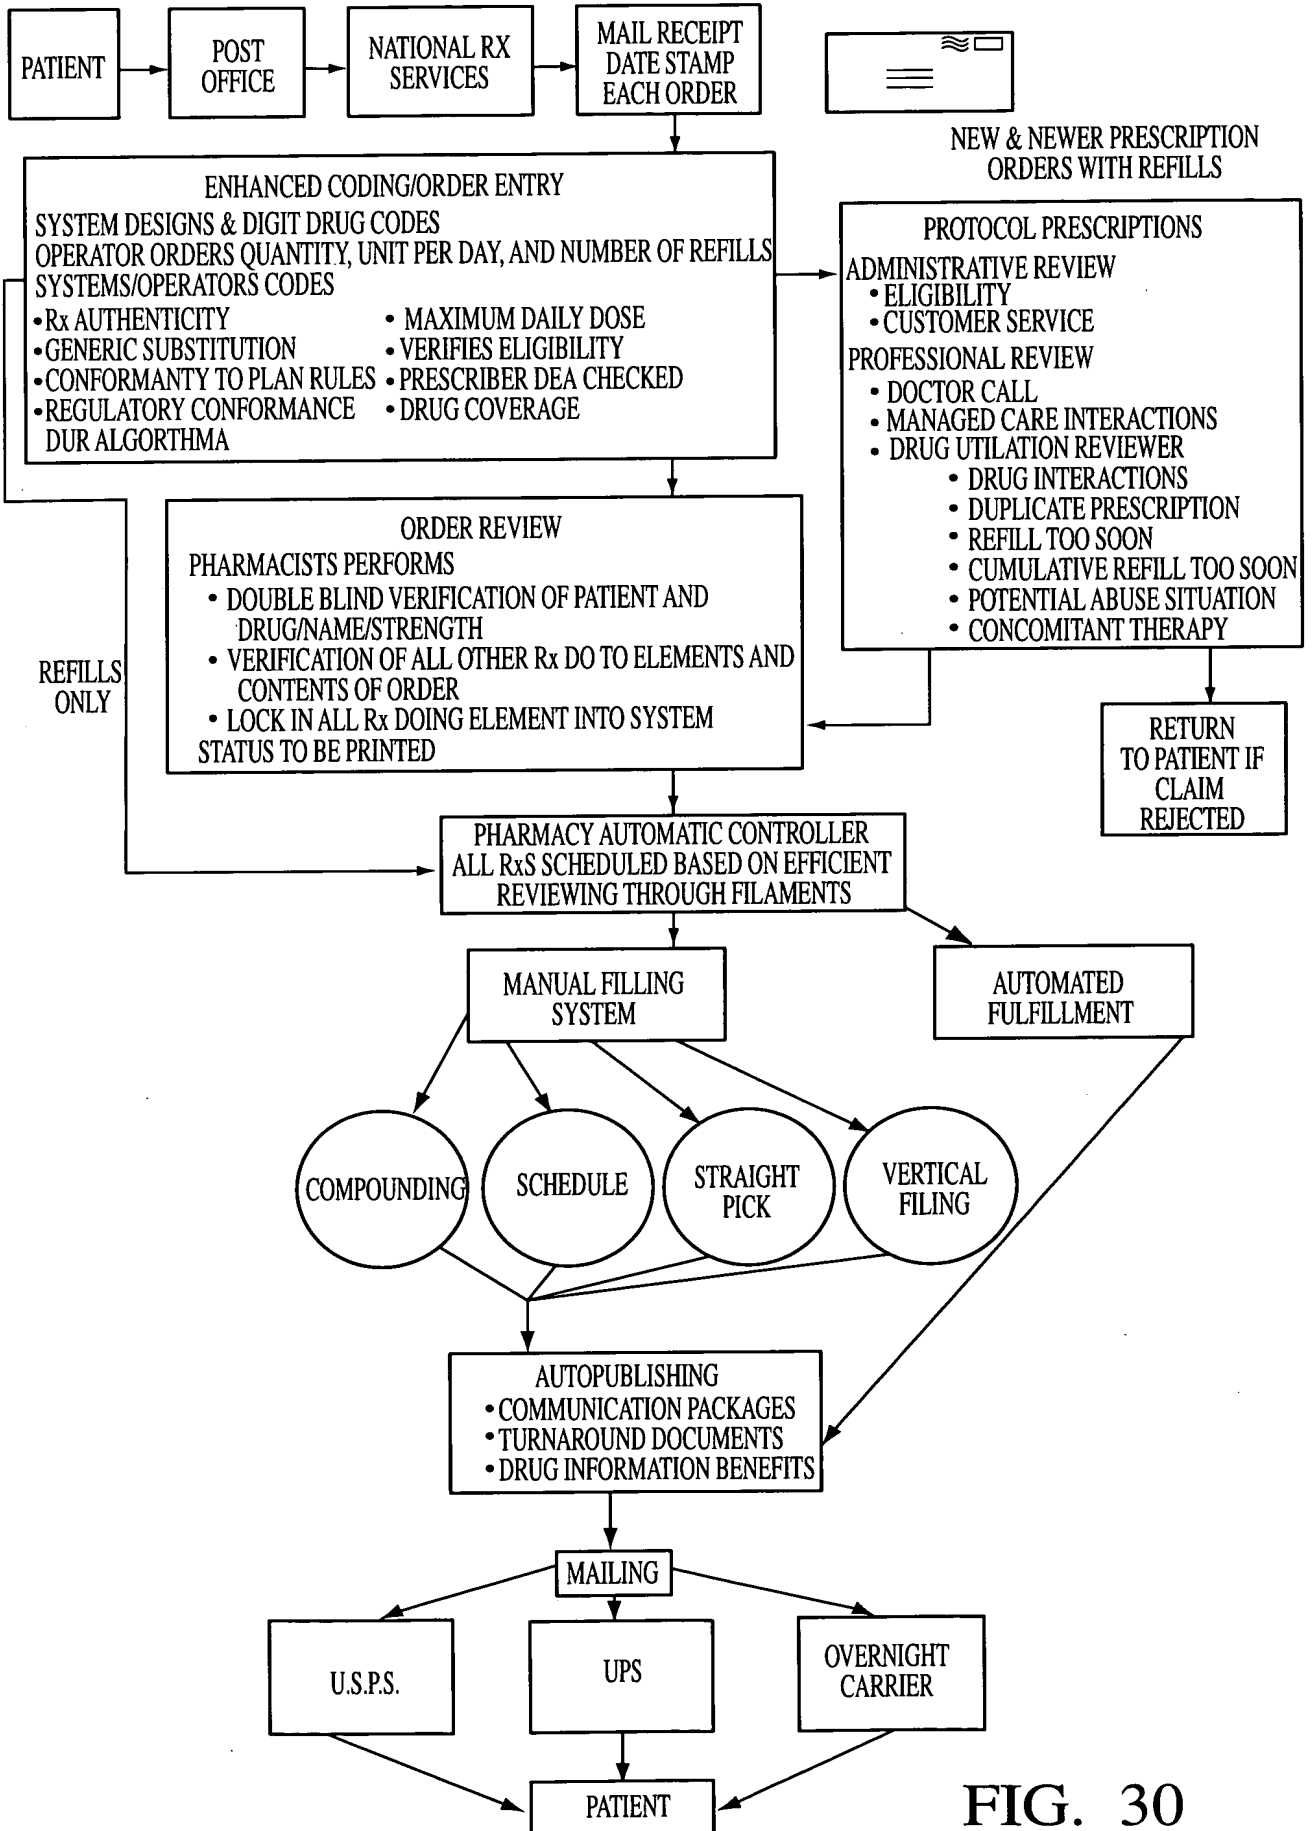 PATIENT
POST
OFFICE
NATIONAL RX
SERVICES
MAIL RECEIPT
DATE STAMP
EACH ORDER
NEW & NEWER PRESCRIPTION
ORDERS WITH REFILLS
ENHANCED CODING/ORDER ENTRY
SYSTEM DESIGNS & DIGIT DRUG CODES
OPERATOR ORDERS QUANTITY, UNIT PER DAY, AND NUMBER OF REFILLS
SYSTEMS/OPERATORS CODES
• Rx AUTHENTICITY
• GENERIC SUBSTITUTION
• CONFORMANTY TO PLAN RULES
• REGULATORY CONFORMANCE
DUR ALGORTHMA
• MAXIMUM DAILY DOSE
• VERIFIES ELIGIBILITY
• PRESCRIBER DEA CHECKED
• DRUG COVERAGE
PROTOCOL PRESCRIPTIONS
ADMINISTRATIVE REVIEW
• ELIGIBILITY
• CUSTOMER SERVICE
PROFESSIONAL REVIEW
• DOCTOR CALL
• MANAGED CARE INTERACTIONS
• DRUG UTILATION REVIEWER
• DRUG INTERACTIONS
• DUPLICATE PRESCRIPTION
• REFILL TOO SOON
• CUMULATIVE REFILL TOO SOON
• POTENTIAL ABUSE SITUATION
• CONCOMITANT THERAPY
ORDER REVIEW
PHARMACISTS PERFORMS
• DOUBLE BLIND VERIFICATION OF PATIENT AND
DRUG/NAME/STRENGTH
• VERIFICATION OF ALL OTHER Rx DO TO ELEMENTS AND
CONTENTS OF ORDER
• LOCK IN ALL Rx DOING ELEMENT INTO SYSTEM
STATUS TO BE PRINTED
REFILLS
ONLY
RETURN
TO PATIENT IF
CLAIM
REJECTED
PHARMACY AUTOMATIC CONTROLLER
ALL RxS SCHEDULED BASED ON EFFICIENT
REVIEWING THROUGH FILAMENTS
MANUAL FILLING
SYSTEM
AUTOMATED
FULFILLMENT
COMPOUNDING
SCHEDULE
STRAIGHT
PICK
VERTICAL
FILING
AUTOPUBLISHING
• COMMUNICATION PACKAGES
• TURNAROUND DOCUMENTS
• DRUG INFORMATION BENEFITS
MAILING
U.S.P.S.
UPS
OVERNIGHT
CARRIER
PATIENT
FIG. 30